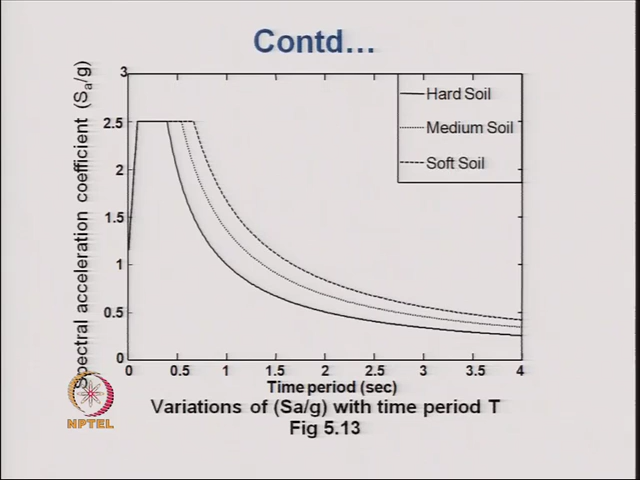 Contd...
Spectral acceleration coefficient (Sa/g)
3
2.5
2
1.5
1
0.5
0
Hard Soil
Medium Soil
Soft Soil
0 0.5 1 1.5 2 2.5 3 3.5 4
Time period (sec)
Variations of (Sa/g) with time period T
Fig 5.13
NPTEL